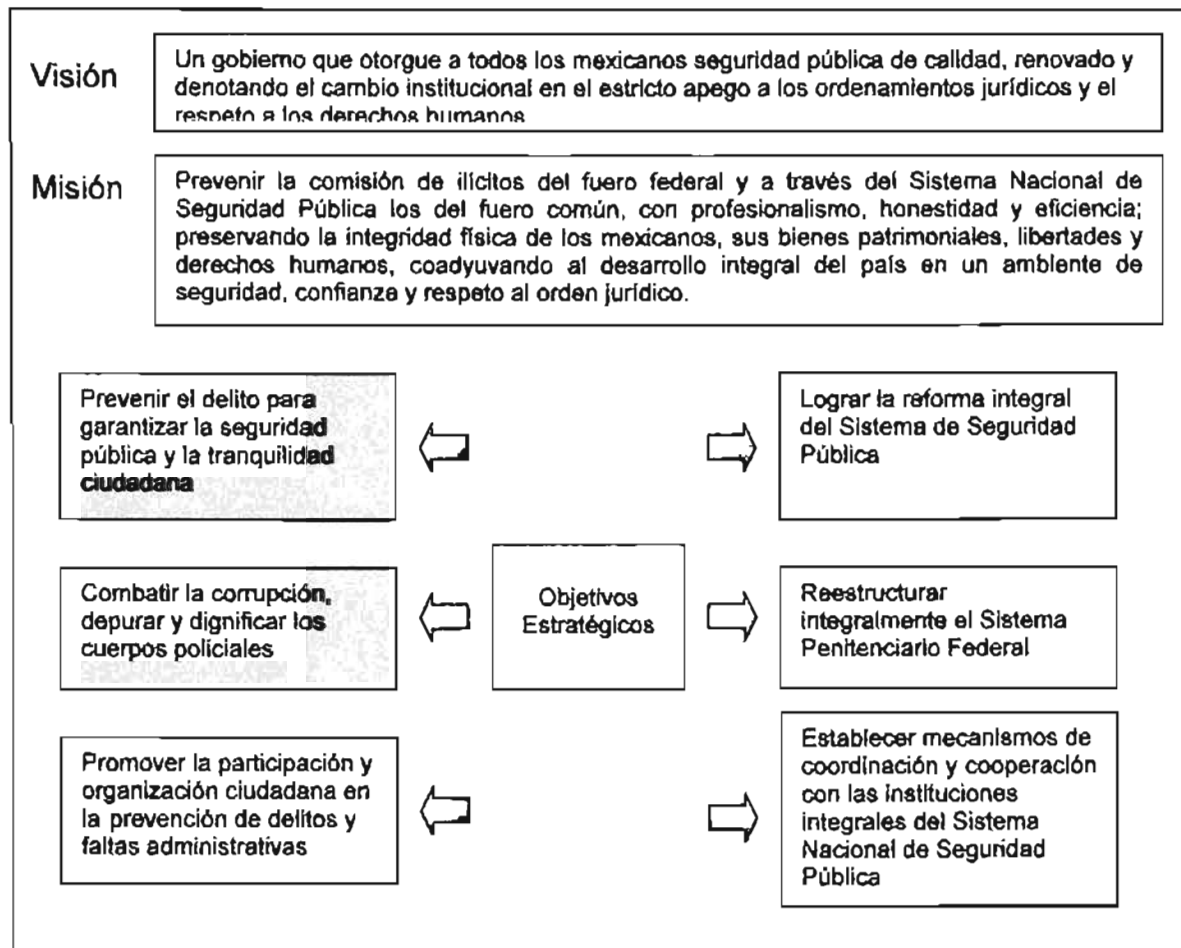 Visión
Un gobierno que otorgue a todos los mexicanos seguridad pública de calidad, renovado y
denotando el cambio institucional en el estricto apego a los ordenamientos jurídicos y el
respeto a los derechos humanos
Misión
Prevenir la comisión de ilícitos del fuero federal y a través del Sistema Nacional de
Seguridad Pública los del fuero común, con profesionalismo, honestidad y eficiencia;
preservando la integridad física de los mexicanos, sus bienes patrimoniales, libertades y
derechos humanos, coadyuvando al desarrollo integral del país en un ambiente de
seguridad, confianza y respeto al orden jurídico.
Prevenir el delito para
garantizar la seguridad
pública y la tranquilidad
ciudadana
Lograr la reforma integral
del Sistema de Seguridad
Pública
Combatir la corrupción,
depurar y dignificar los
cuerpos policiales
Objetivos
Estratégicos
Reestructurar
integralmente el Sistema
Penitenciario Federal
Promover la participación y
organización ciudadana en
la prevención de delitos y
faltas administrativas
Establecer mecanismos de
coordinación y cooperación
con las instituciones
integrales del Sistema
Nacional de Seguridad
Pública